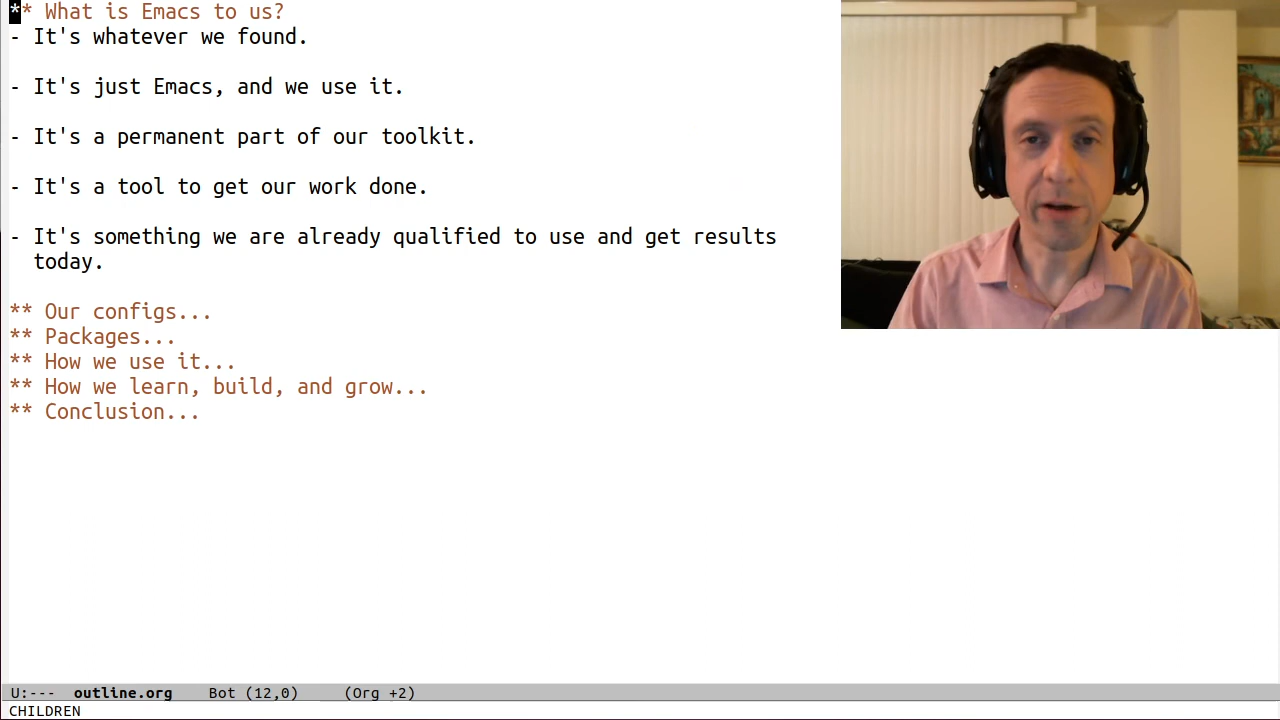 ** What is Emacs to us?
- It's whatever we found.
- It's just Emacs, and we use it.
- It's a permanent part of our toolkit.
- It's a tool to get our work done.
- It's something we are already qualified to use and get results
today.
** Our configs...
** Packages...
** How we use it...
** How we learn, build, and grow...
** Conclusion...
U:--- outline.org Bot (12,0) (Org +2)
CHILDREN